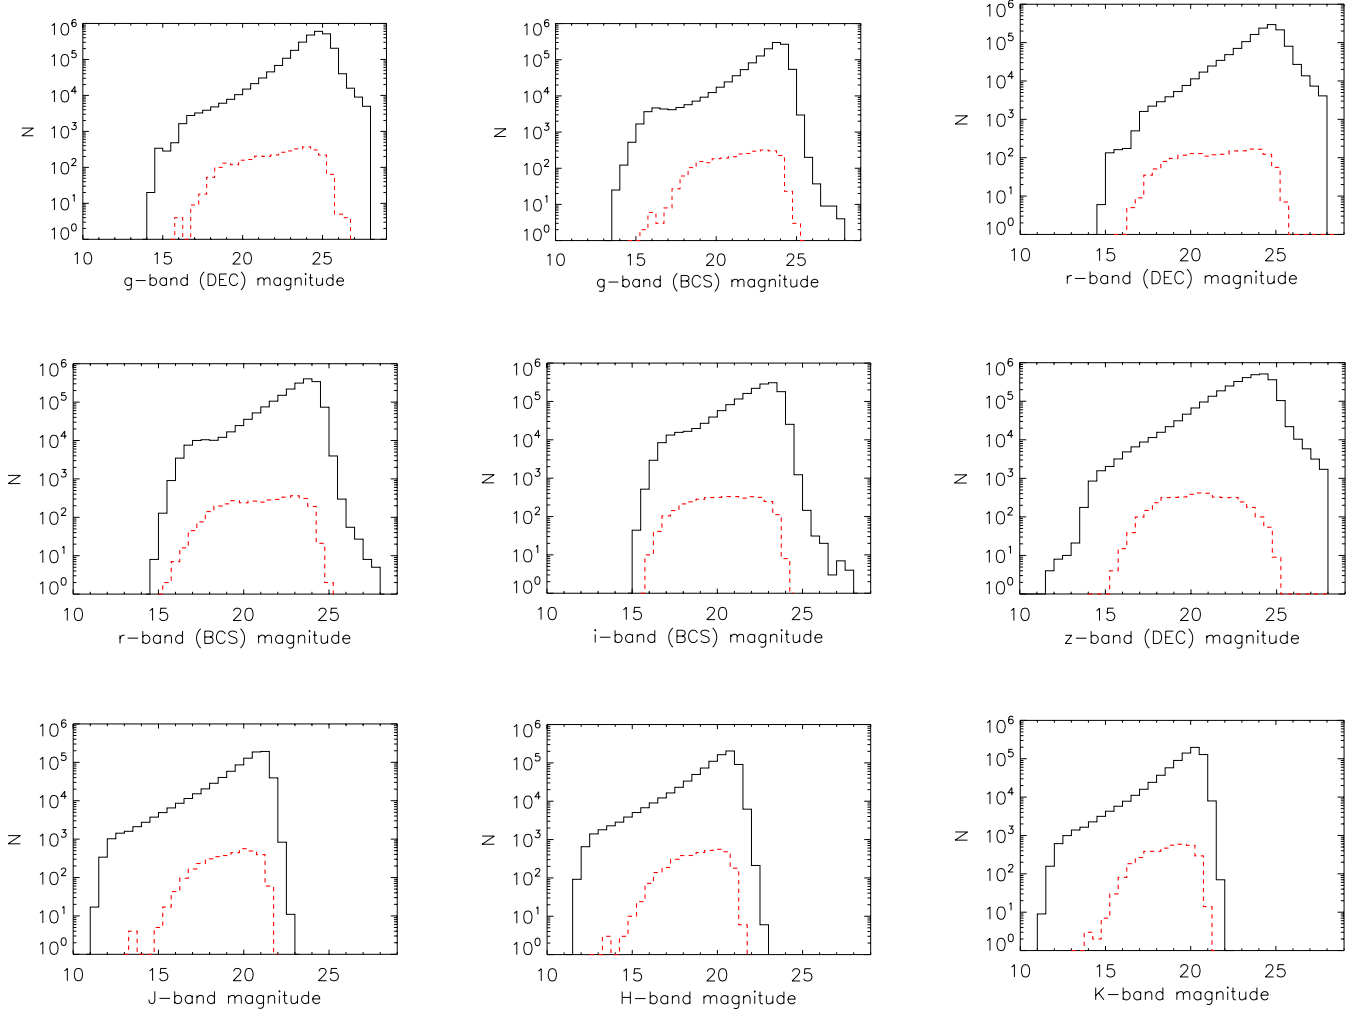 10⁶
10⁵
10⁴
10³
10²
10¹
10⁰
N
10 15 20 25
g-band (DEC) magnitude
10⁶
10⁵
10⁴
10³
10²
10¹
10⁰
N
10 15 20 25
g-band (BCS) magnitude
10⁶
10⁵
10⁴
10³
10²
10¹
10⁰
N
10 15 20 25
r-band (DEC) magnitude
10⁶
10⁵
10⁴
10³
10²
10¹
10⁰
N
10 15 20 25
r-band (BCS) magnitude
10⁶
10⁵
10⁴
10³
10²
10¹
10⁰
N
10 15 20 25
i-band (BCS) magnitude
10⁶
10⁵
10⁴
10³
10²
10¹
10⁰
N
10 15 20 25
z-band (DEC) magnitude
10⁶
10⁵
10⁴
10³
10²
10¹
10⁰
N
10 15 20 25
J-band magnitude
10⁶
10⁵
10⁴
10³
10²
10¹
10⁰
N
10 15 20 25
H-band magnitude
10⁶
10⁵
10⁴
10³
10²
10¹
10⁰
N
10 15 20 25
K-band magnitude